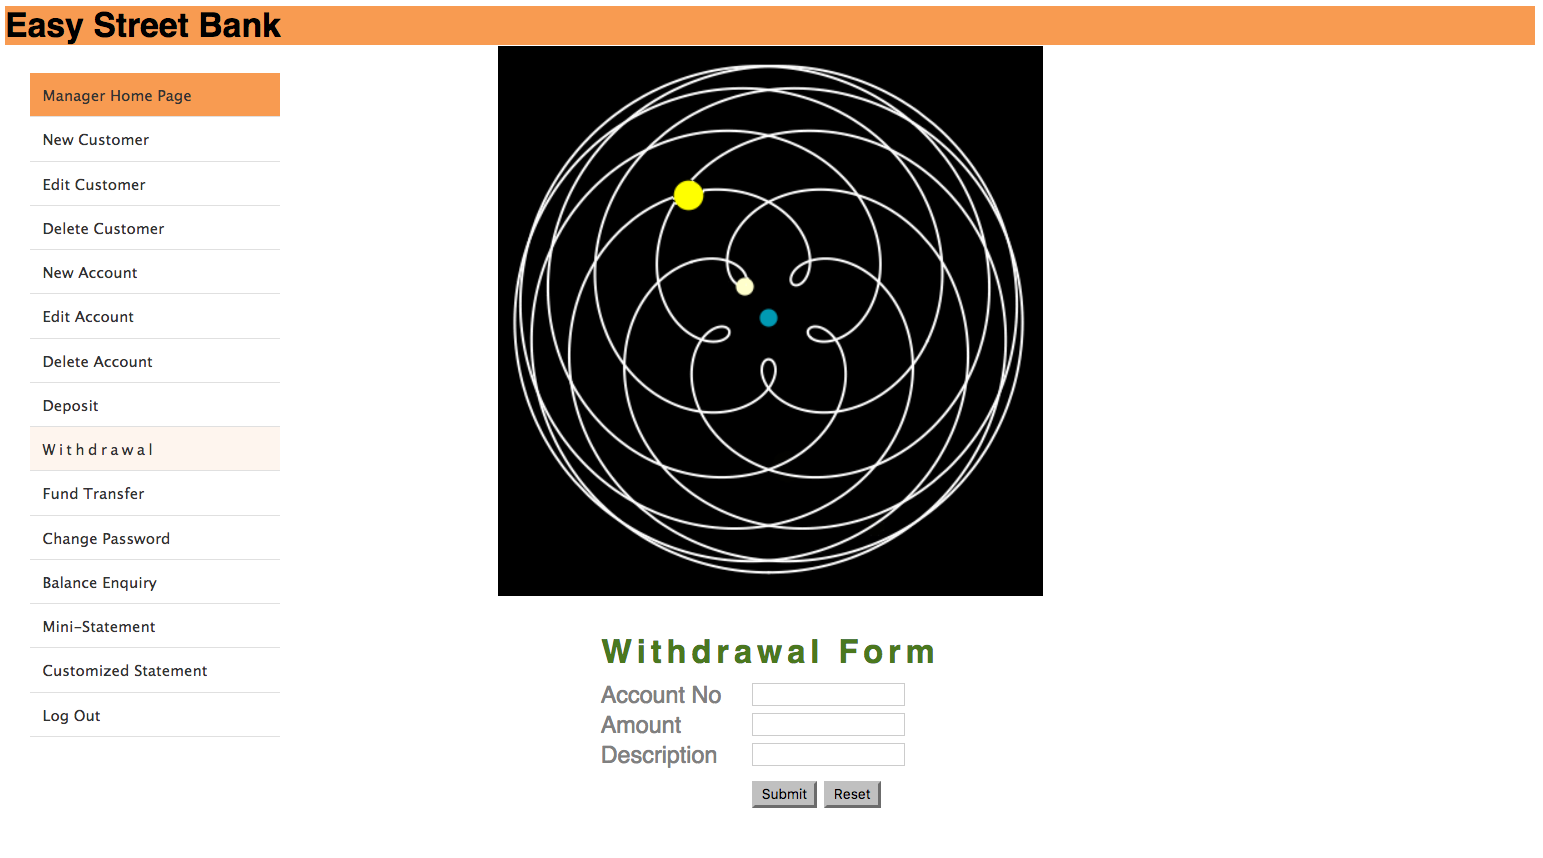 Easy Street Bank
Manager Home Page
New Customer
Edit Customer
Delete Customer
New Account
Edit Account
Delete Account
Deposit
Withdrawal
Fund Transfer
Change Password
Balance Enquiry
Mini-Statement
Customized Statement
Log Out
Withdrawal Form
Account No
Amount
Description
Submit Reset